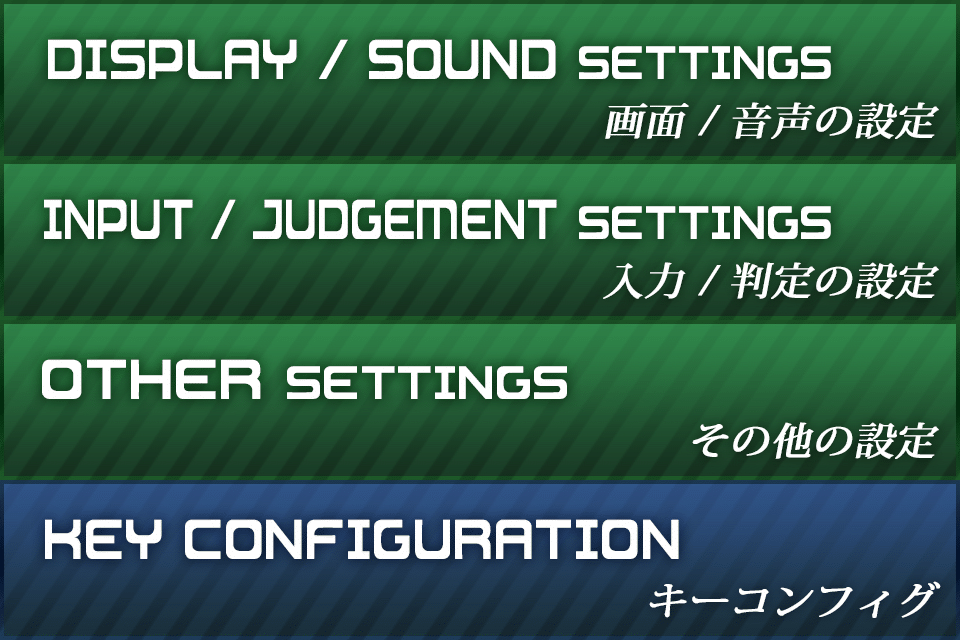 DISPLAY / SOUND SETTINGS
画面 / 音声の設定
INPUT / JUDGEMENT SETTINGS
入力 / 判定の設定
OTHER SETTINGS
その他の設定
KEY CONFIGURATION
キーコンフィグ